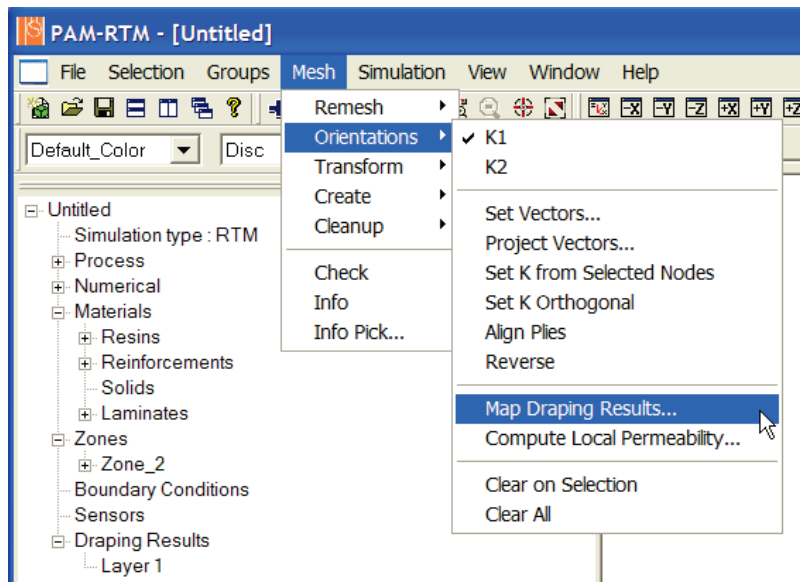 PAM-RTM - [Untitled]
File Selection Groups Mesh Simulation View Window Help
-X -Y -Z +X +Y +Z
Default_Color Disc
Untitled
Simulation type : RTM
Process
Numerical
Materials
Resins
Reinforcements
Solids
Laminates
Zones
Zone_2
Boundary Conditions
Sensors
Draping Results
Layer 1
Remesh
Orientations
Transform
Create
Cleanup
Check
Info
Info Pick...
K1
K2
Set Vectors...
Project Vectors...
Set K from Selected Nodes
Set K Orthogonal
Align Plies
Reverse
Map Draping Results...
Compute Local Permeability...
Clear on Selection
Clear All